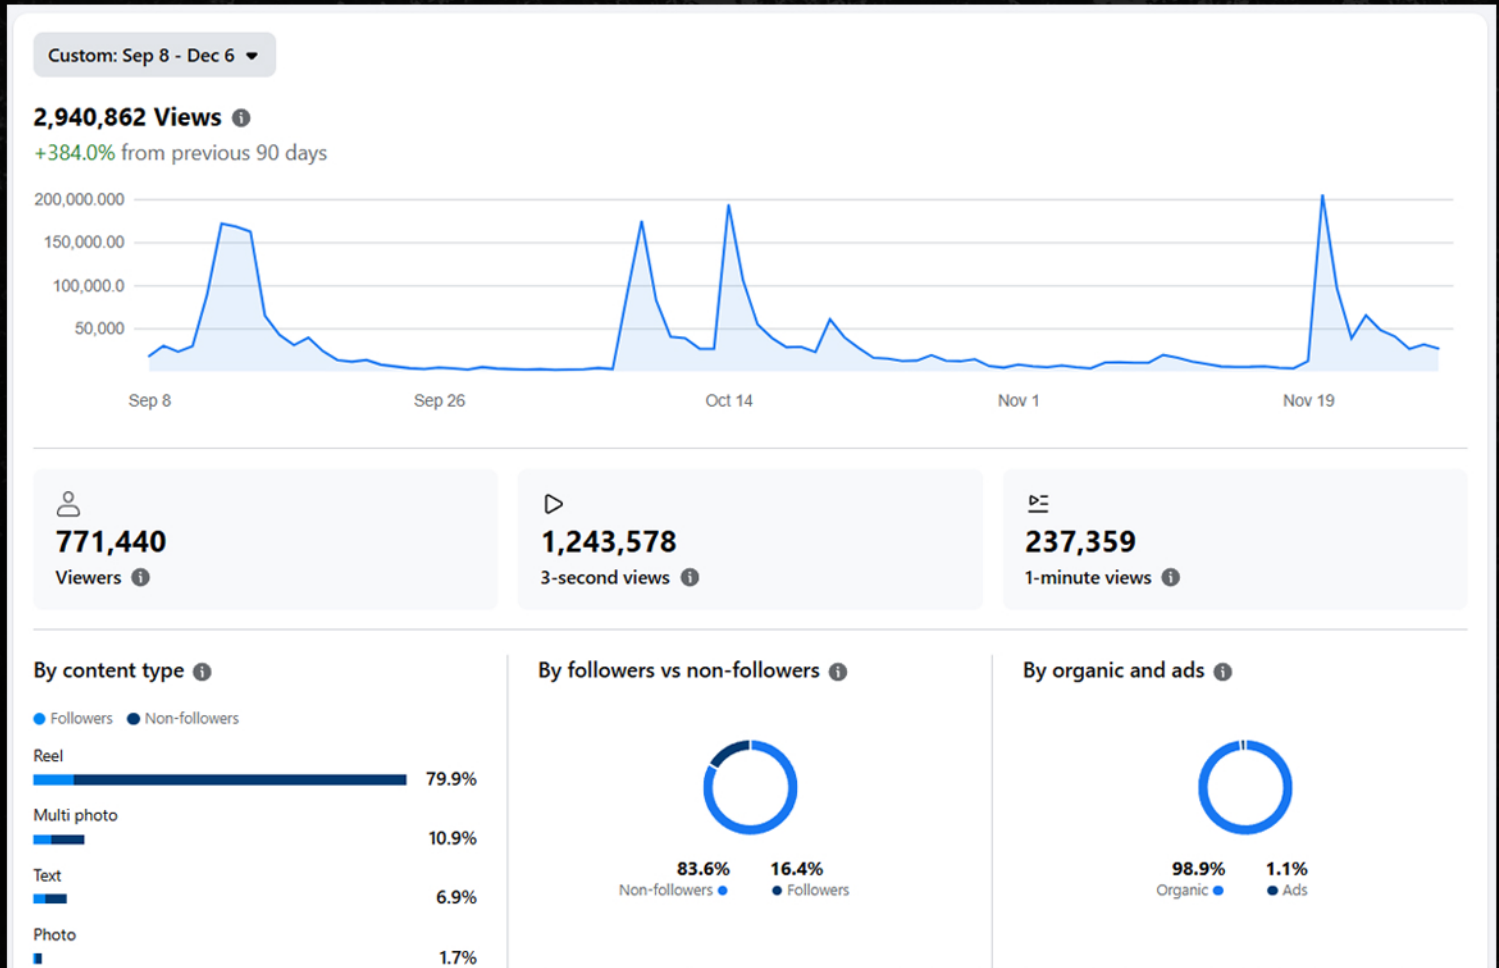 Custom: Sep 8 - Dec 6
2,940,862 Views
+384.0% from previous 90 days
200,000.000
150,000.00
100,000.0
50,000
Sep 8
Sep 26
Oct 14
Nov 1
Nov 19
771,440
Viewers
1,243,578
3-second views
237,359
1-minute views
By content type
Followers
Non-followers
Reel
79.9%
Multi photo
10.9%
Text
6.9%
Photo
1.7%
By followers vs non-followers
83.6%
Non-followers
16.4%
Followers
By organic and ads
98.9%
Organic
1.1%
Ads